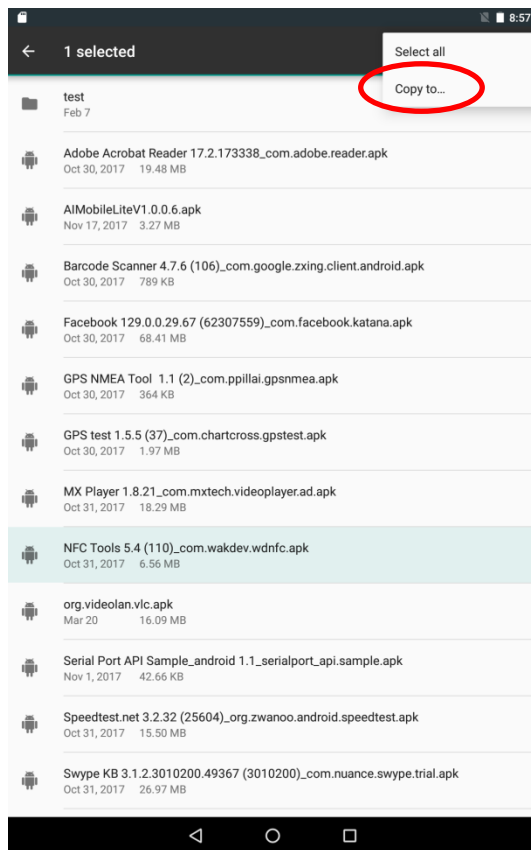 8:57
1 selected
Select all
Copy to...
test
Feb 7
Adobe Acrobat Reader 17.2.173338_com.adobe.reader.apk
Oct 30, 2017 19.48 MB
AIMobileLiteV1.0.0.6.apk
Nov 17, 2017 3.27 MB
Barcode Scanner 4.7.6 (106)_com.google.zxing.client.android.apk
Oct 30, 2017 789 KB
Facebook 129.0.0.29.67 (62307559)_com.facebook.katana.apk
Oct 30, 2017 68.41 MB
GPS NMEA Tool 1.1 (2)_com.ppillai.gpsnmea.apk
Oct 30, 2017 364 KB
GPS test 1.5.5 (37)_com.chartcross.gpstest.apk
Oct 30, 2017 1.97 MB
MX Player 1.8.21_com.mxtech.videoplayer.ad.apk
Oct 31, 2017 18.29 MB
NFC Tools 5.4 (110)_com.wakdev.wdnfc.apk
Oct 31, 2017 6.56 MB
org.videolan.vlc.apk
Mar 20 16.09 MB
Serial Port API Sample_android 1.1_serialport_api.sample.apk
Nov 1, 2017 42.66 KB
Speedtest.net 3.2.32 (25604)_org.zwanoo.android.speedtest.apk
Oct 31, 2017 15.50 MB
Swype KB 3.1.2.3010200.49367 (3010200)_com.nuance.swype.trial.apk
Oct 31, 2017 26.97 MB